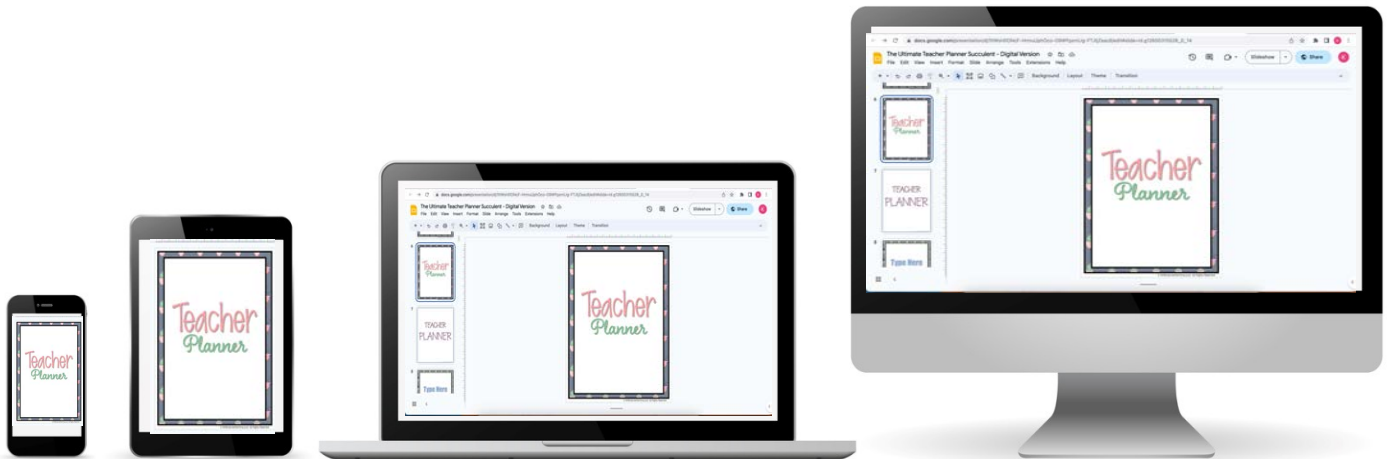 Teacher
Planner
Teacher
Planner
The Ultimate Teacher Planner Succulent - Digital Version
File Edit View Insert Format Slide Arrange Tools Extensions Help
Slideshow
Share
Background Layout Theme Transition
Teacher
Planner
TEACHER
PLANNER
Type Here
Teacher
Planner
The Ultimate Teacher Planner Succulent - Digital Version
File Edit View Insert Format Slide Arrange Tools Extensions Help
Slideshow
Share
Background Layout Theme Transition
6
Teacher
Planner
7
TEACHER
PLANNER
8
Type Here
Teacher
Planner